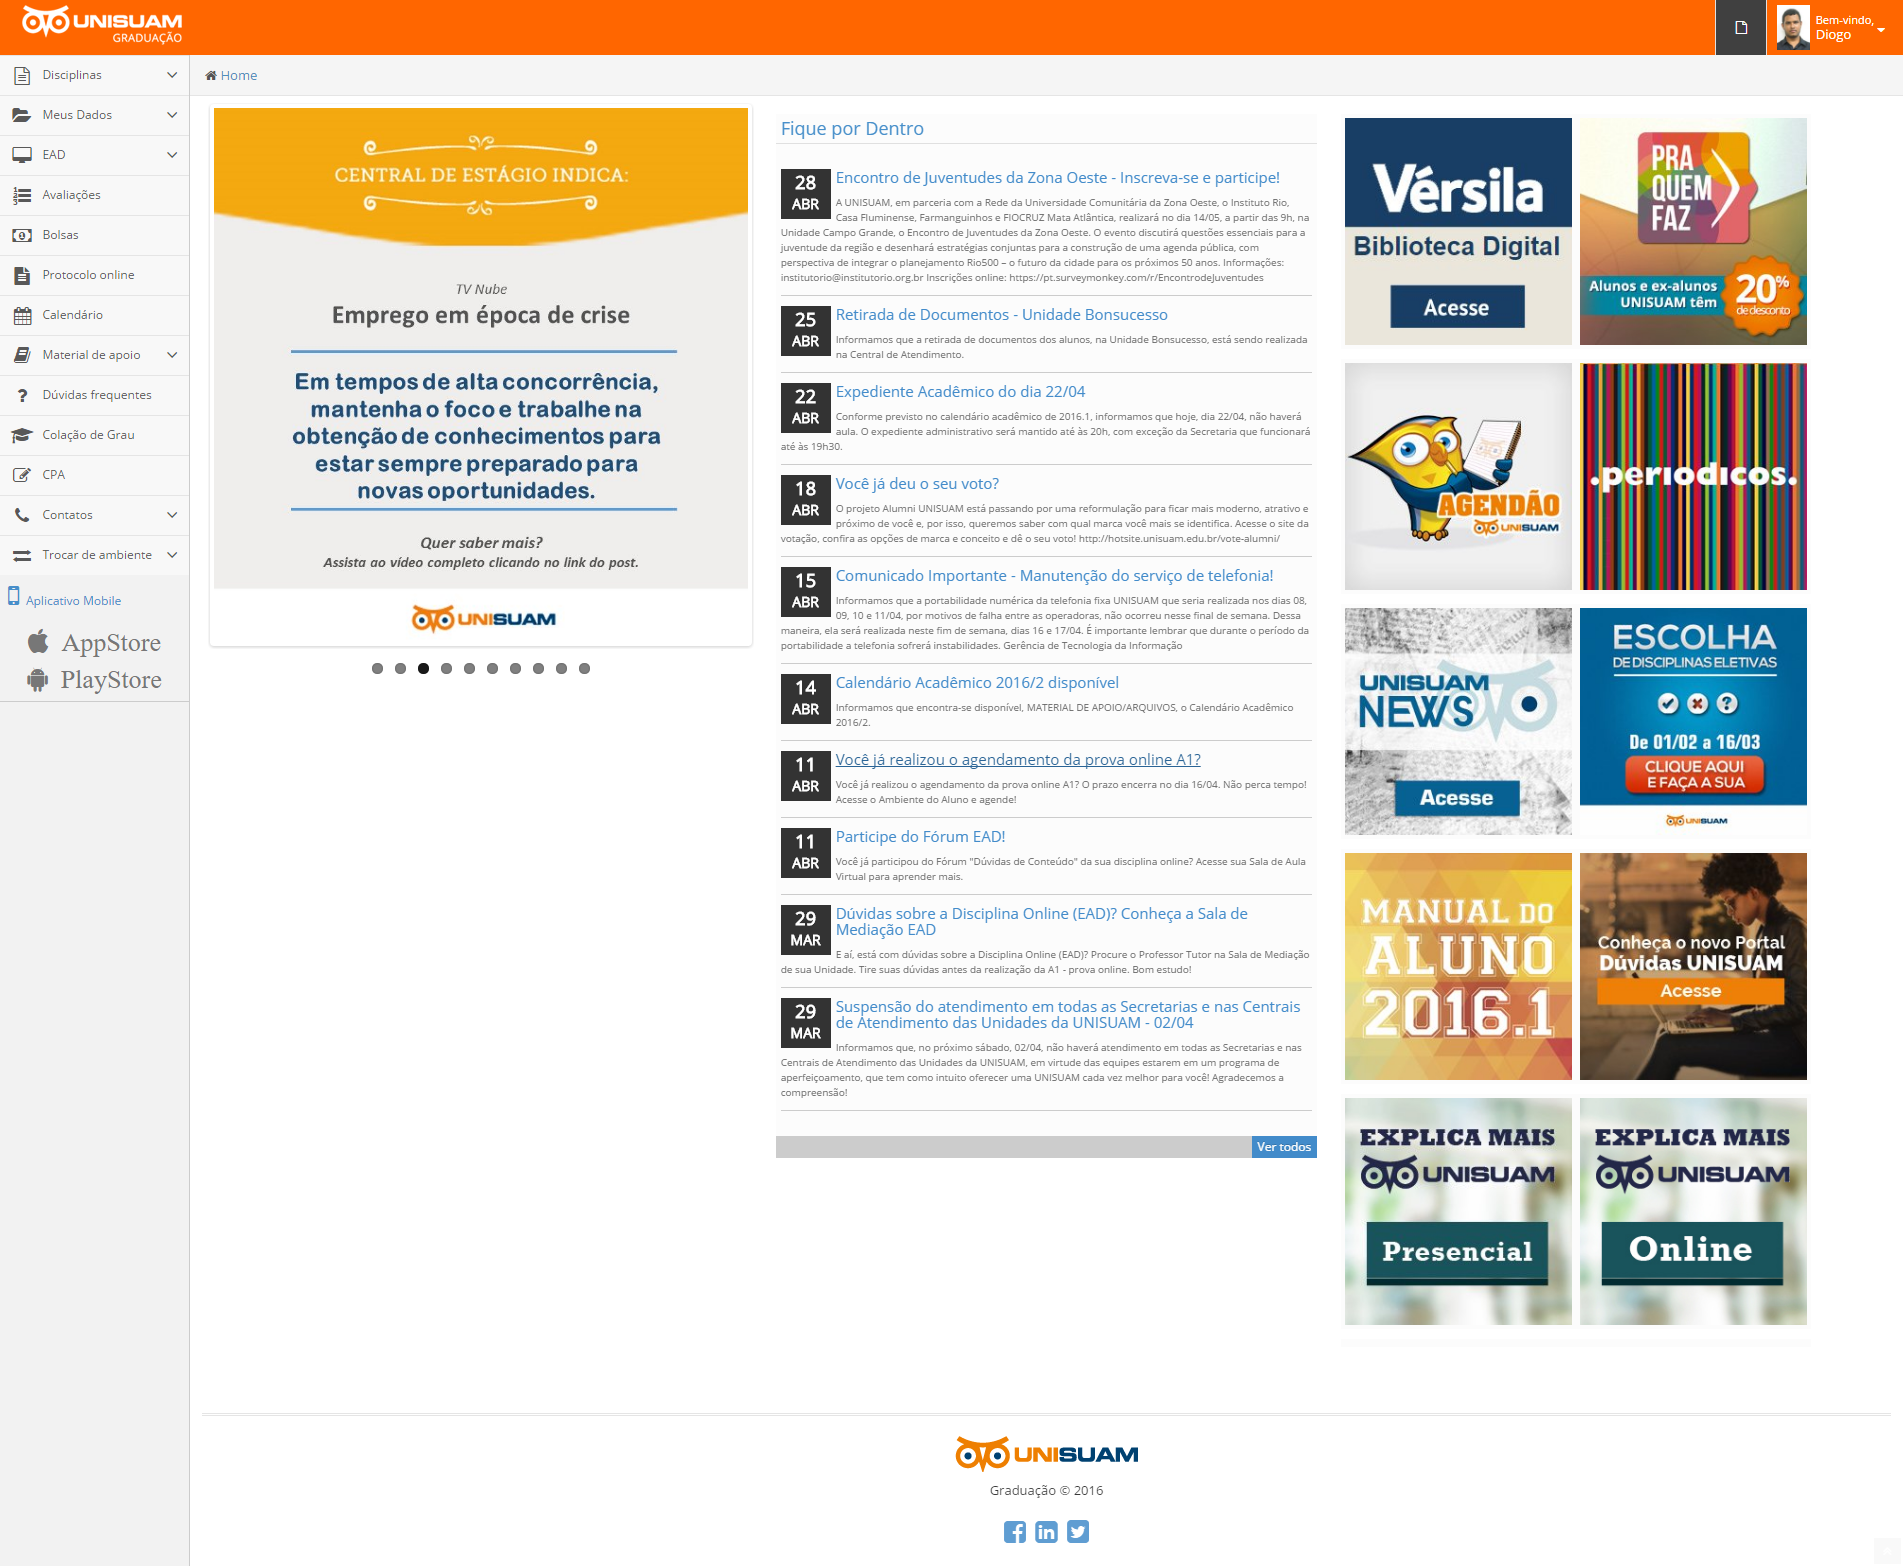 UNISUAM
GRADUAÇÃO
Bem-vindo,
Diogo
Disciplinas
Meus Dados
EAD
Avaliações
Bolsas
Protocolo online
Calendário
Material de apoio
? Dúvidas frequentes
Colação de Grau
CPA
Contatos
Trocar de ambiente
Aplicativo Mobile
AppStore
PlayStore
Home
CENTRAL DE ESTÁGIO INDICA:
TV Nube
Emprego em época de crise
Em tempos de alta concorrência,
mantenha o foco e trabalhe na
obtenção de conhecimentos para
estar sempre preparado para
novas oportunidades.
Quer saber mais?
Assista ao vídeo completo clicando no link do post.
UNISUAM
Fique por Dentro
28
ABR
Encontro de Juventudes da Zona Oeste - Inscreva-se e participe!
A UNISUAM, em parceria com a Rede da Universidade Comunitária da Zona Oeste, o Instituto Rio,
Casa Fluminense, Farmanguinhos e FIOCRUZ Mata Atlântica, realizará no dia 14/05, a partir das 9h, na
Unidade Campo Grande, o Encontro de Juventudes da Zona Oeste. O evento discutirá questões essenciais para a
juventude da região e desenhará estratégias conjuntas para a construção de uma agenda pública, com
perspectiva de integrar o planejamento Rio500 – o futuro da cidade para os próximos 50 anos. Informações:
institutorio@institutorio.org.br Inscrições online: https://pt.surveymonkey.com/r/EncontrodeJuventudes
25
ABR
Retirada de Documentos - Unidade Bonsucesso
Informamos que a retirada de documentos dos alunos, na Unidade Bonsucesso, está sendo realizada
na Central de Atendimento.
22
ABR
Expediente Acadêmico do dia 22/04
Conforme previsto no calendário acadêmico de 2016.1, informamos que hoje, dia 22/04, não haverá
aula. O expediente administrativo será mantido até às 20h, com exceção da Secretaria que funcionará
até às 19h30.
18
ABR
Você já deu o seu voto?
O projeto Alumni UNISUAM está passando por uma reformulação para ficar mais moderno, atrativo e
próximo de você e, por isso, queremos saber com qual marca você mais se identifica. Acesse o site da
votação, confira as opções de marca e conceito e dê o seu voto! http://hotsite.unisuam.edu.br/vote-alumni/
15
ABR
Comunicado Importante - Manutenção do serviço de telefonia!
Informamos que a portabilidade numérica da telefonia fixa UNISUAM que seria realizada nos dias 08,
09, 10 e 11/04, por motivos de falha entre as operadoras, não ocorreu nesse final de semana. Dessa
maneira, ela será realizada neste fim de semana, dias 16 e 17/04. É importante lembrar que durante o período da
portabilidade a telefonia sofrerá instabilidades. Gerência de Tecnologia da Informação
14
ABR
Calendário Acadêmico 2016/2 disponível
Informamos que encontra-se disponível, MATERIAL DE APOIO/ARQUIVOS, o Calendário Acadêmico
2016/2.
11
ABR
Você já realizou o agendamento da prova online A1?
Você já realizou o agendamento da prova online A1? O prazo encerra no dia 16/04. Não perca tempo!
Acesse o Ambiente do Aluno e agende!
11
ABR
Participe do Fórum EAD!
Você já participou do Fórum "Dúvidas de Conteúdo" da sua disciplina online? Acesse sua Sala de Aula
Virtual para aprender mais.
29
MAR
Dúvidas sobre a Disciplina Online (EAD)? Conheça a Sala de
Mediação EAD
E aí, está com dúvidas sobre a Disciplina Online (EAD)? Procure o Professor Tutor na Sala de Mediação
de sua Unidade. Tire suas dúvidas antes da realização da A1 - prova online. Bom estudo!
29
MAR
Suspensão do atendimento em todas as Secretarias e nas Centrais
de Atendimento das Unidades da UNISUAM - 02/04
Informamos que, no próximo sábado, 02/04, não haverá atendimento em todas as Secretarias e nas
Centrais de Atendimento das Unidades da UNISUAM, em virtude das equipes estarem em um programa de
aperfeiçoamento, que tem como intuito oferecer uma UNISUAM cada vez melhor para você! Agradecemos a
compreensão!
Ver todos
Vérsila
Biblioteca Digital
Acesse
PRA
QUEM
FAZ
Alunos e ex-alunos
UNISUAM têm
20%
de desconto
AGENDÃO
UNISUAM
.periodicos.
UNISUAM
NEWS
Acesse
ESCOLHA
DE DISCIPLINAS ELETIVAS
?
De 01/02 a 16/03
CLIQUE AQUI
E FAÇA A SUA
UNISUAM
MANUAL DO
ALUNO
2016.1
Conheça o novo Portal
Dúvidas UNISUAM
Acesse
EXPLICA MAIS
UNISUAM
Presencial
EXPLICA MAIS
UNISUAM
Online
UNISUAM
Graduação © 2016